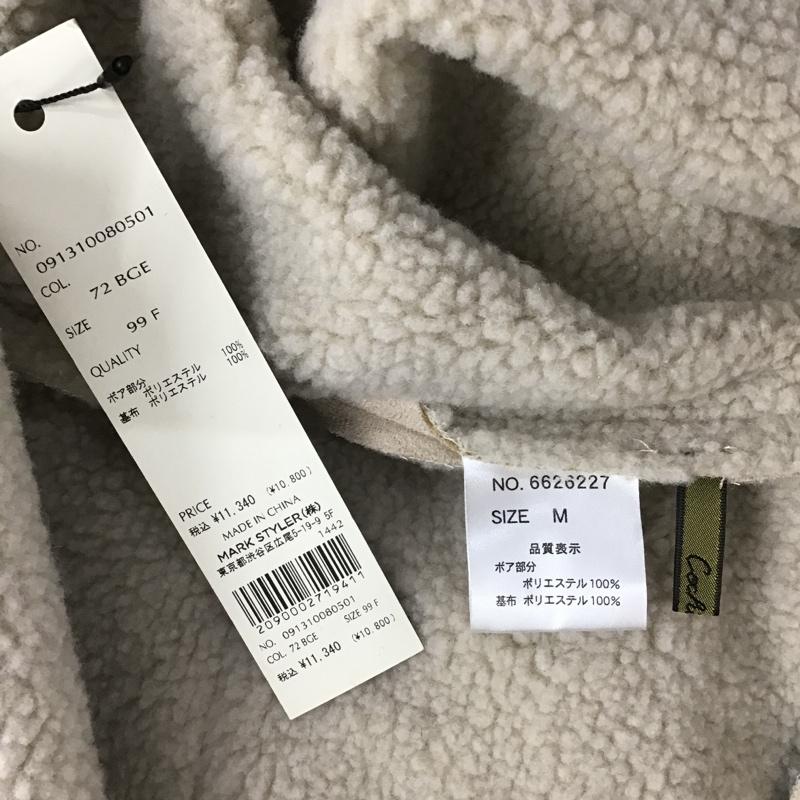 NO.
091310080501
COL.
72 BGE
SIZE
99 F
QUALITY
ボア部分
ポリエステル 100%
基布 ポリエステル 100%
PRICE
税込 ¥11.340 (¥10.800)
MADE IN CHINA
MARK STYLER(株)
東京都渋谷区広尾5-19-9 5F
1442
2090002719411
NO. 091310080501
COL. 72 BGE SIZE 99 F
税込 ¥11.340 (¥10.800)
NO. 6626227
SIZE M
品質表示
ボア部分
ポリエステル100%
基布 ポリエステル100%